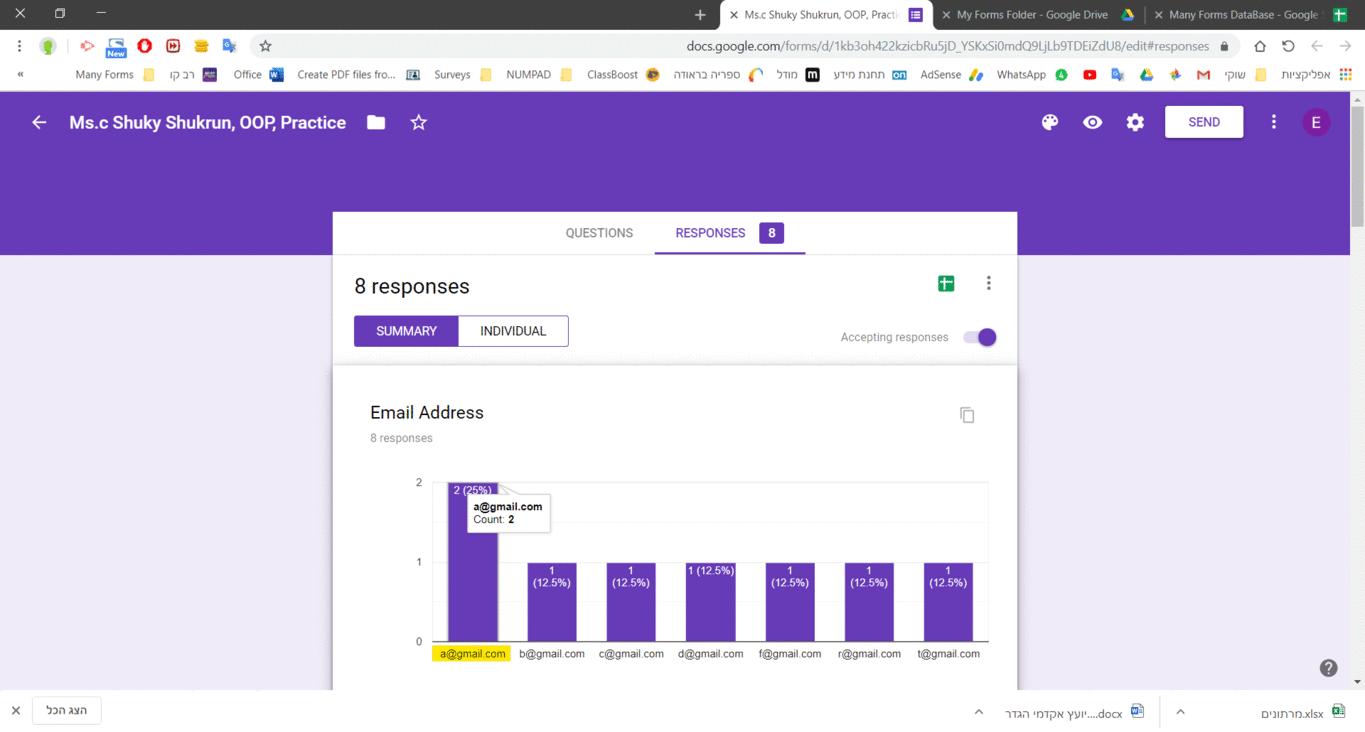 Ms.c Shuky Shukrun, OOP, Practi
My Forms Folder - Google Drive
Many Forms DataBase - Google S
New
docs.google.com/forms/d/1kb3oh422kzicbRu5jD_YSKxSi0mdQ9LjLb9TDEiZdU8/edit#responses
«
Many Forms
רב קו
Office
Create PDF files fro...
Surveys
NUMPAD
ClassBoost
ספריה בראודה
מודל
m
תחנת מידע
on
AdSense
WhatsApp
4
שוקי
אפליקציות
Ms.c Shuky Shukrun, OOP, Practice
SEND
E
QUESTIONS
RESPONSES 8
8 responses
SUMMARY
INDIVIDUAL
Accepting responses
Email Address
8 responses
2
1
0
2 (25%)
a@gmail.com
Count: 2
1
(12.5%)
1
(12.5%)
1 (12.5%)
1
(12.5%)
1
(12.5%)
1
(12.5%)
a@gmail.com
b@gmail.com
c@gmail.com
d@gmail.com
f@gmail.com
r@gmail.com
t@gmail.com
?
הצג הכל
יועץ אקדמי הגדר....docx
מרתונים.xlsx